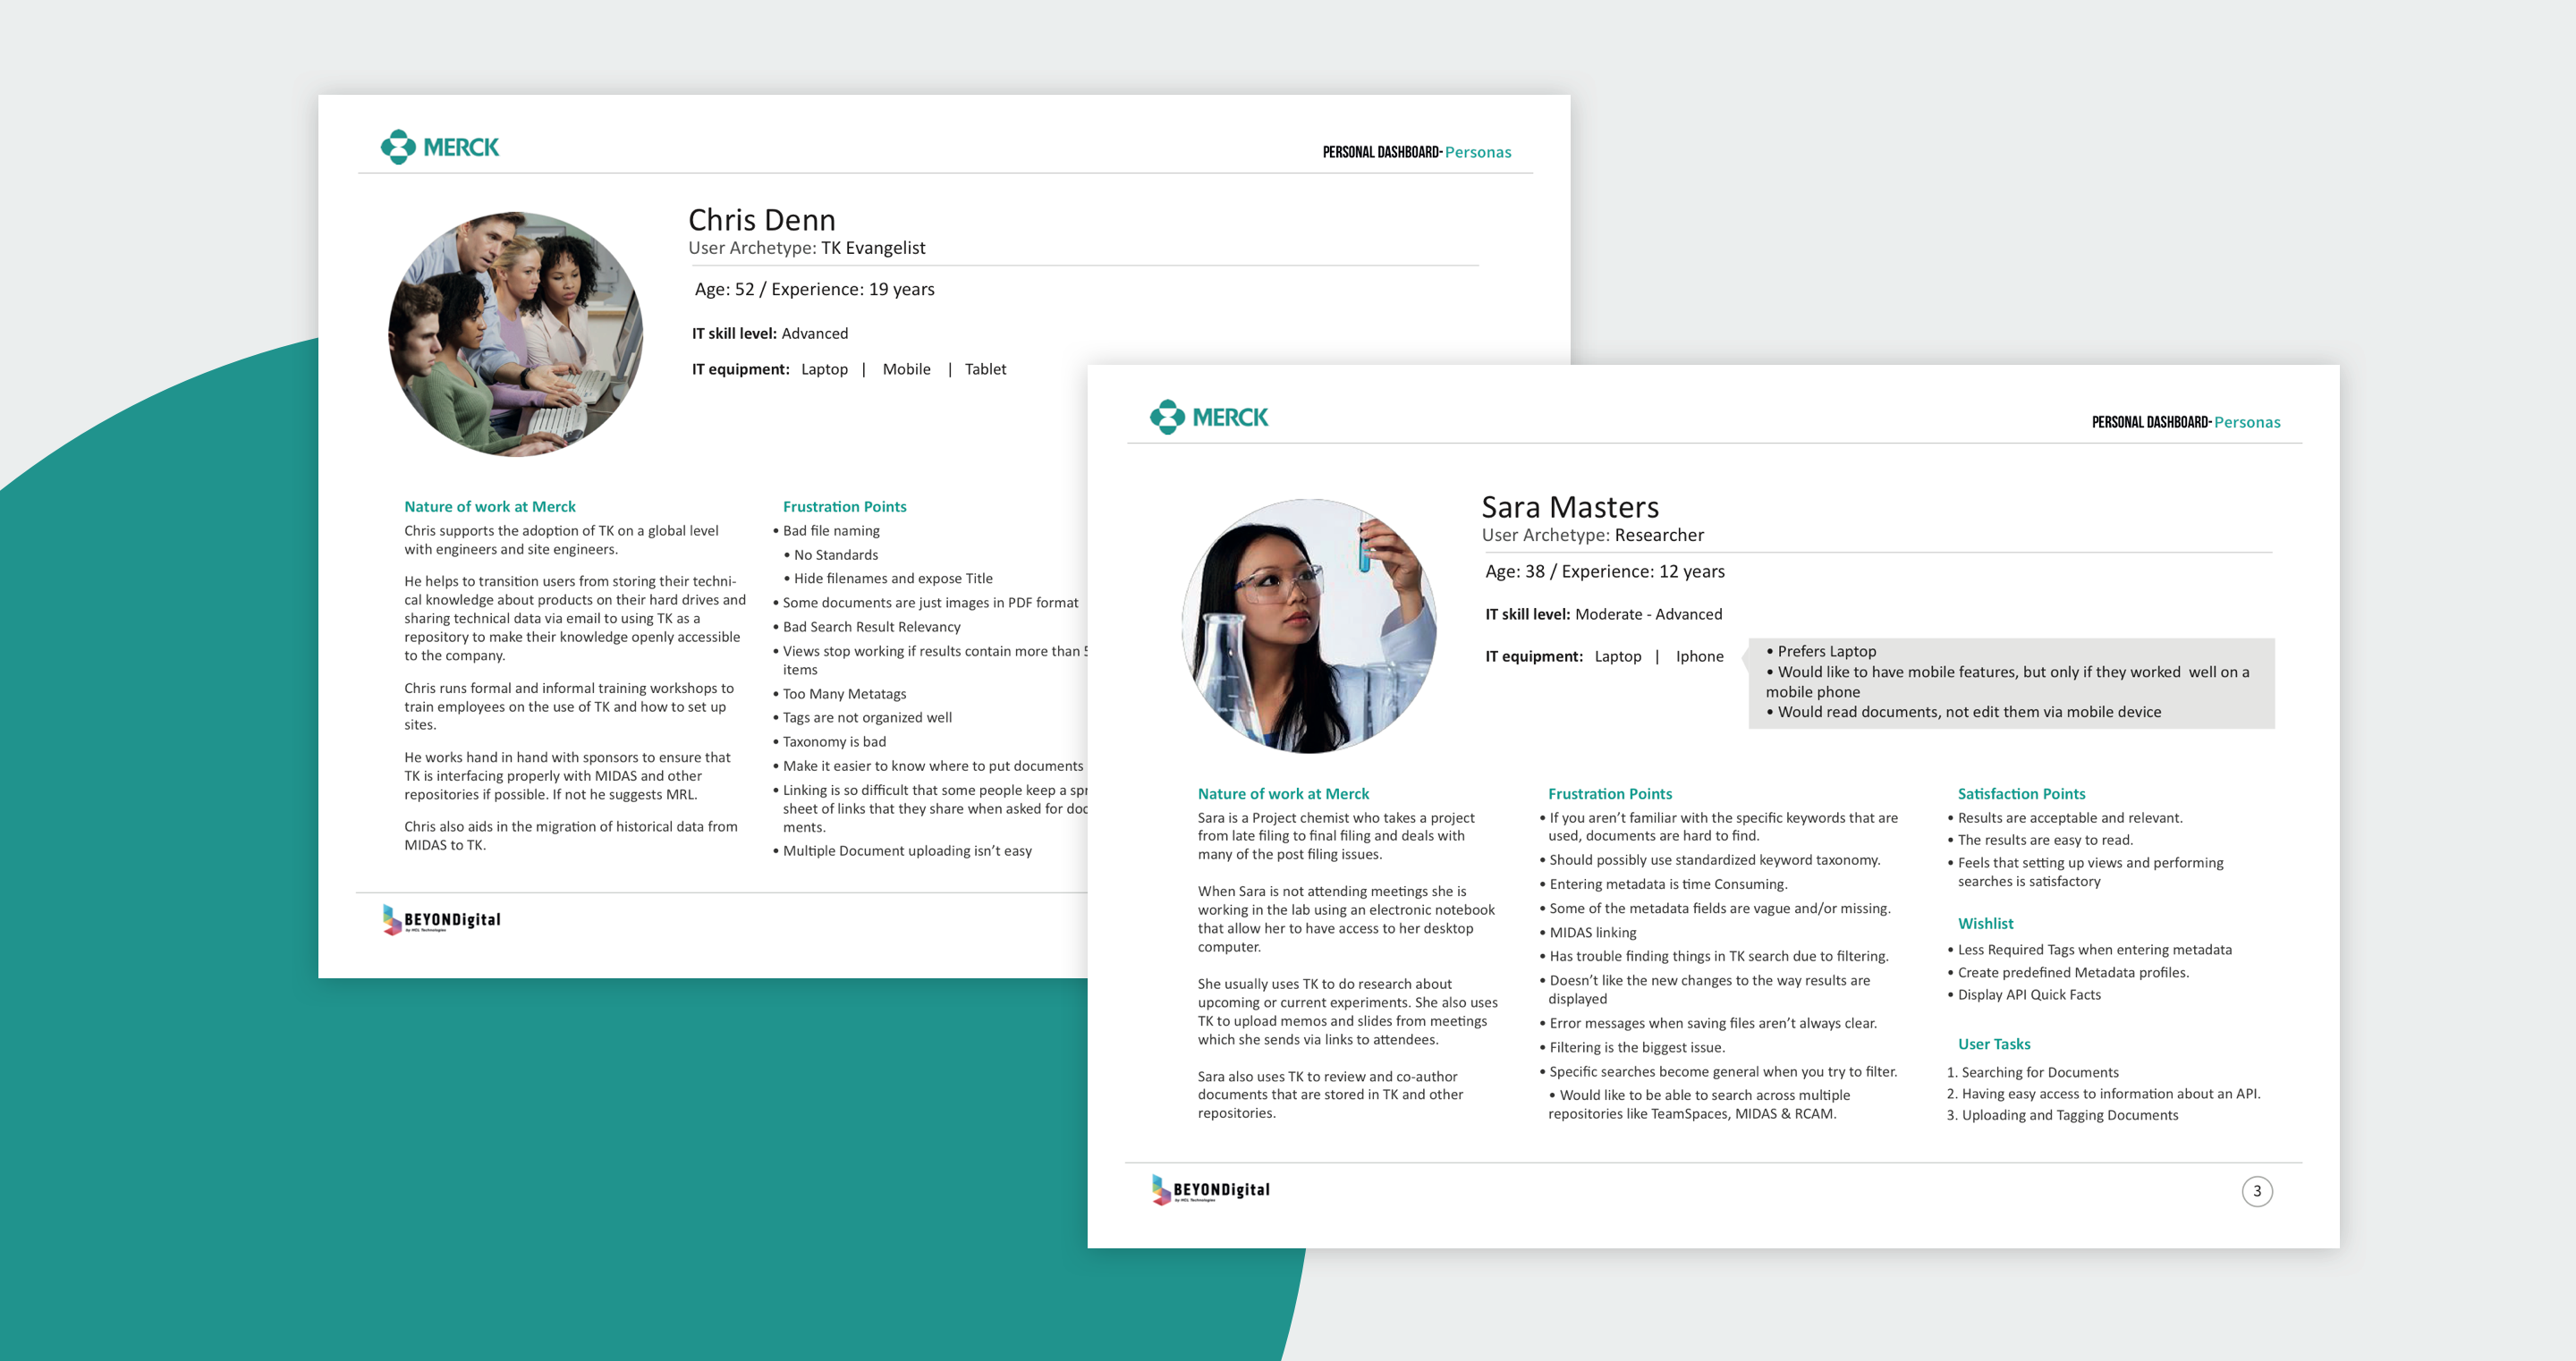 MERCK
PERSONAL DASHBOARD- Personas
Chris Denn
User Archetype: TK Evangelist
Age: 52 / Experience: 19 years
IT skill level: Advanced
IT equipment: Laptop | Mobile | Tablet
Nature of work at Merck
Chris supports the adoption of TK on a global level
with engineers and site engineers.
He helps to transition users from storing their techni-
cal knowledge about products on their hard drives and
sharing technical data via email to using TK as a
repository to make their knowledge openly accessible
to the company.
Chris runs formal and informal training workshops to
train employees on the use of TK and how to set up
sites.
He works hand in hand with sponsors to ensure that
TK is interfacing properly with MIDAS and other
repositories if possible. If not he suggests MRL.
Chris also aids in the migration of historical data from
MIDAS to TK.
Frustration Points
• Bad file naming
• No Standards
• Hide filenames and expose Title
• Some documents are just images in PDF format
• Bad Search Result Relevancy
• Views stop working if results contain more than
items
• Too Many Metatags
• Tags are not organized well
• Taxonomy is bad
• Make it easier to know where to put documents
• Linking is so difficult that some people keep a
sheet of links that they share when asked for
ments.
• Multiple Document uploading isn't easy
BEYONDigital
by HCL Technologies
MERCK
PERSONAL DASHBOARD- Personas
Sara Masters
User Archetype: Researcher
Age: 38 / Experience: 12 years
IT skill level: Moderate - Advanced
IT equipment: Laptop | Iphone
• Prefers Laptop
• Would like to have mobile features, but only if they worked well on a
mobile phone
• Would read documents, not edit them via mobile device
Nature of work at Merck
Sara is a Project chemist who takes a project
from late filing to final filing and deals with
many of the post filing issues.
When Sara is not attending meetings she is
working in the lab using an electronic notebook
that allow her to have access to her desktop
computer.
She usually uses TK to do research about
upcoming or current experiments. She also uses
TK to upload memos and slides from meetings
which she sends via links to attendees.
Sara also uses TK to review and co-author
documents that are stored in TK and other
repositories.
Frustration Points
• If you aren't familiar with the specific keywords that are
used, documents are hard to find.
• Should possibly use standardized keyword taxonomy.
• Entering metadata is time Consuming.
• Some of the metadata fields are vague and/or missing.
• MIDAS linking
• Has trouble finding things in TK search due to filtering.
• Doesn't like the new changes to the way results are
displayed
• Error messages when saving files aren't always clear.
• Filtering is the biggest issue.
• Specific searches become general when you try to filter.
• Would like to be able to search across multiple
repositories like TeamSpaces, MIDAS & RCAM.
Satisfaction Points
• Results are acceptable and relevant.
• The results are easy to read.
• Feels that setting up views and performing
searches is satisfactory
Wishlist
• Less Required Tags when entering metadata
• Create predefined Metadata profiles.
• Display API Quick Facts
User Tasks
1. Searching for Documents
2. Having easy access to information about an API.
3. Uploading and Tagging Documents
BEYONDigital
by HCL Technologies
3